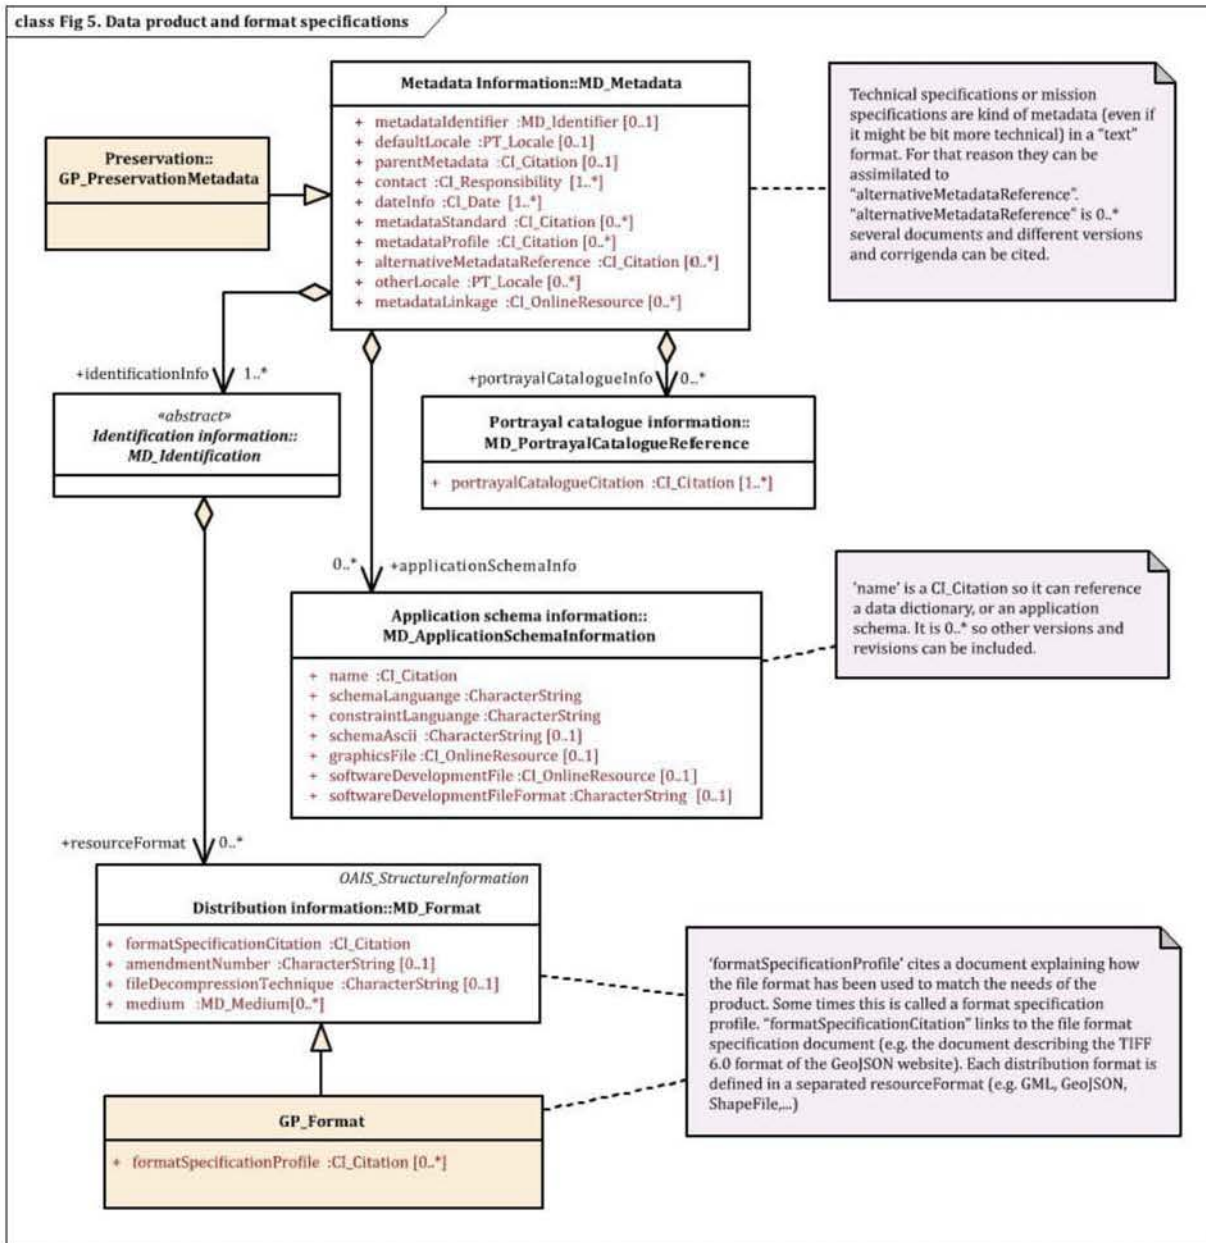 class Fig 5. Data product and format specifications
Metadata Information::MD_Metadata
+ metadataIdentifier :MD_Identifier [0..1]
+ defaultLocale :PT_Locale [0..1]
+ parentMetadata :CI_Citation [0..1]
+ contact :CI_Responsibility [1..*]
+ dateInfo :CI_Date [1..*]
+ metadataStandard :CI_Citation [0..*]
+ metadataProfile :CI_Citation [0..*]
+ alternativeMetadataReference :CI_Citation [0..*]
+ otherLocale :PT_Locale [0..*]
+ metadataLinkage :CI_OnlineResource [0..*]
Technical specifications or mission
specifications are kind of metadata (even if
it might be bit more technical) in a "text"
format. For that reason they can be
assimilated to
"alternativeMetadataReference".
"alternativeMetadataReference" is 0..*
several documents and different versions
and corrigenda can be cited.
Preservation::
GP_PreservationMetadata
+identificationInfo 1..*
+portrayalCatalogueInfo 0..*
«abstract»
Identification information::
MD_Identification
Portrayal catalogue information::
MD_PortrayalCatalogueReference
+ portrayalCatalogueCitation :CI_Citation [1..*]
0..* +applicationSchemaInfo
Application schema information::
MD_ApplicationSchemaInformation
+ name :CI_Citation
+ schemaLanguange :CharacterString
+ constraintLanguange :CharacterString
+ schemaAscii :CharacterString [0..1]
+ graphicsFile :CI_OnlineResource [0..1]
+ softwareDevelopmentFile :CI_OnlineResource [0..1]
+ softwareDevelopmentFileFormat :CharacterString [0..1]
'name' is a CI_Citation so it can reference
a data dictionary, or an application
schema. It is 0..* so other versions and
revisions can be included.
+resourceFormat 0..*
OAIS_StructureInformation
Distribution information::MD_Format
+ formatSpecificationCitation :CI_Citation
+ amendmentNumber :CharacterString [0..1]
+ fileDecompressionTechnique :CharacterString [0..1]
+ medium :MD_Medium[0..*]
'formatSpecificationProfile' cites a document explaining how
the file format has been used to match the needs of the
product. Some times this is called a format specification
profile. "formatSpecificationCitation" links to the file format
specification document (e.g. the document describing the TIFF
6.0 format of the GeoJSON website). Each distribution format is
defined in a separated resourceFormat (e.g. GML, GeoJSON,
ShapeFile,...)
GP_Format
+ formatSpecificationProfile :CI_Citation [0..*]